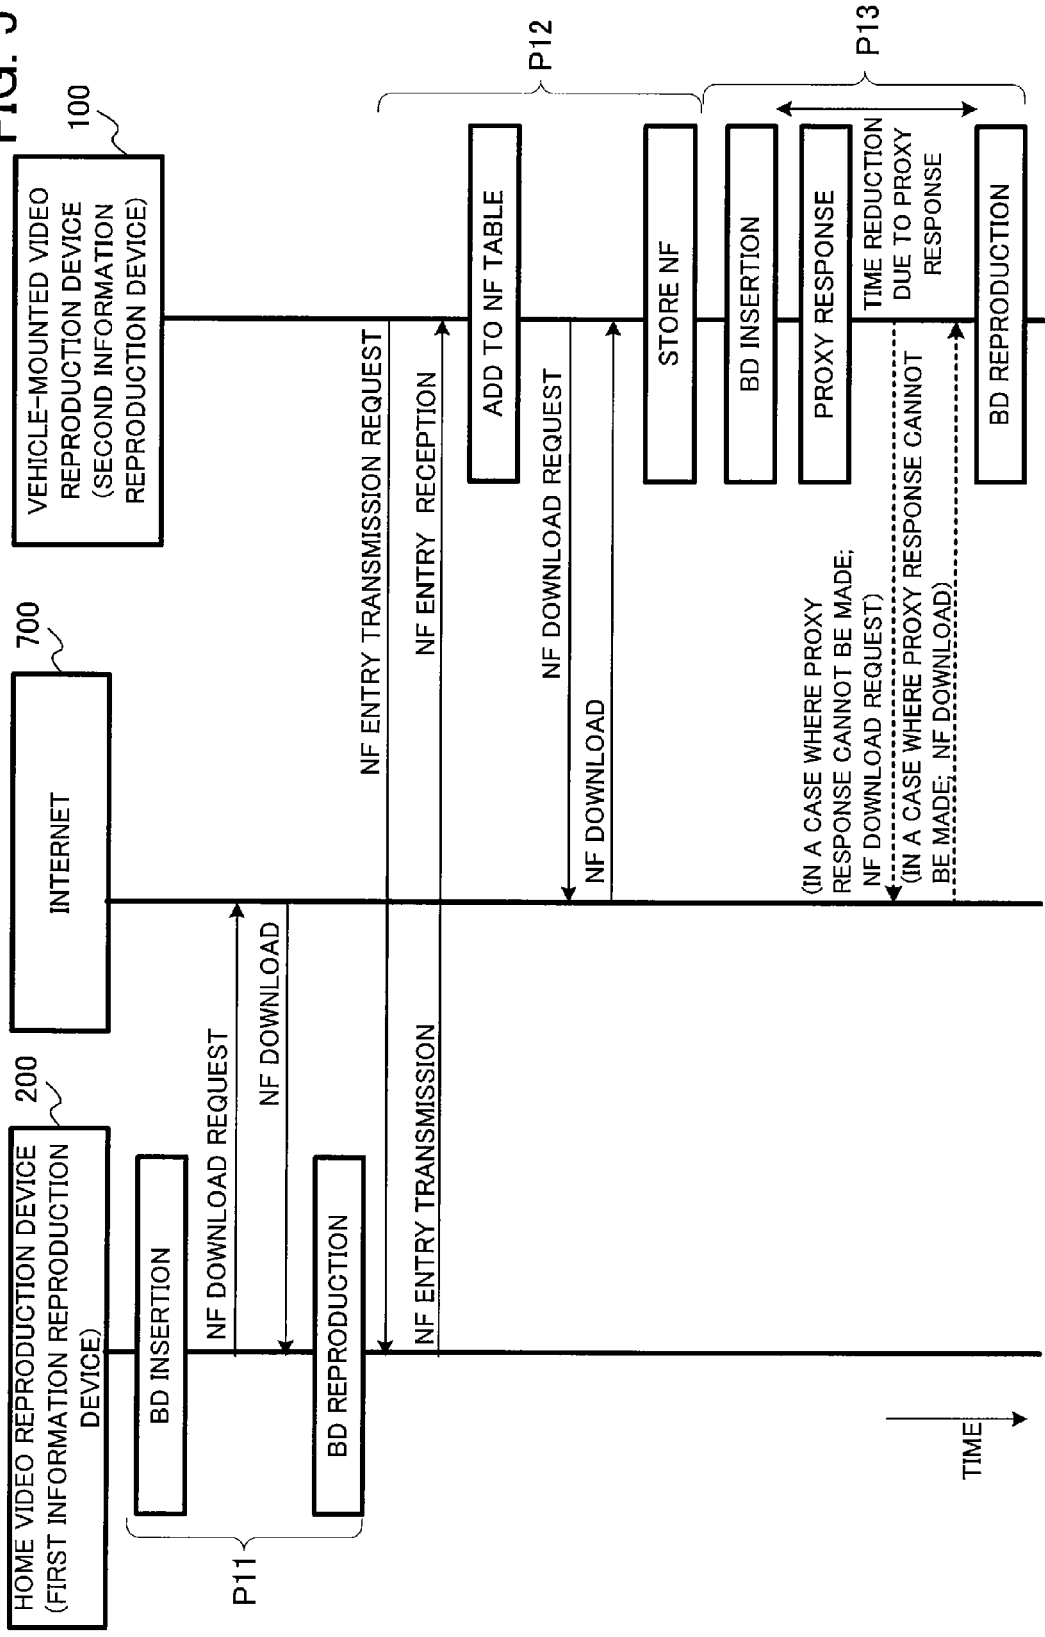 FIG. 5
HOME VIDEO REPRODUCTION DEVICE
(FIRST INFORMATION REPRODUCTION
DEVICE)
200
INTERNET
700
VEHICLE-MOUNTED VIDEO
REPRODUCTION DEVICE
(SECOND INFORMATION
REPRODUCTION DEVICE)
100
P11
BD INSERTION
NF DOWNLOAD REQUEST
NF DOWNLOAD
BD REPRODUCTION
NF ENTRY TRANSMISSION REQUEST
NF ENTRY TRANSMISSION
NF ENTRY RECEPTION
P12
ADD TO NF TABLE
NF DOWNLOAD REQUEST
NF DOWNLOAD
STORE NF
P13
BD INSERTION
PROXY RESPONSE
TIME REDUCTION
DUE TO PROXY
RESPONSE
(IN A CASE WHERE PROXY
RESPONSE CANNOT BE MADE;
NF DOWNLOAD REQUEST)
(IN A CASE WHERE PROXY RESPONSE CANNOT
BE MADE; NF DOWNLOAD)
BD REPRODUCTION
TIME